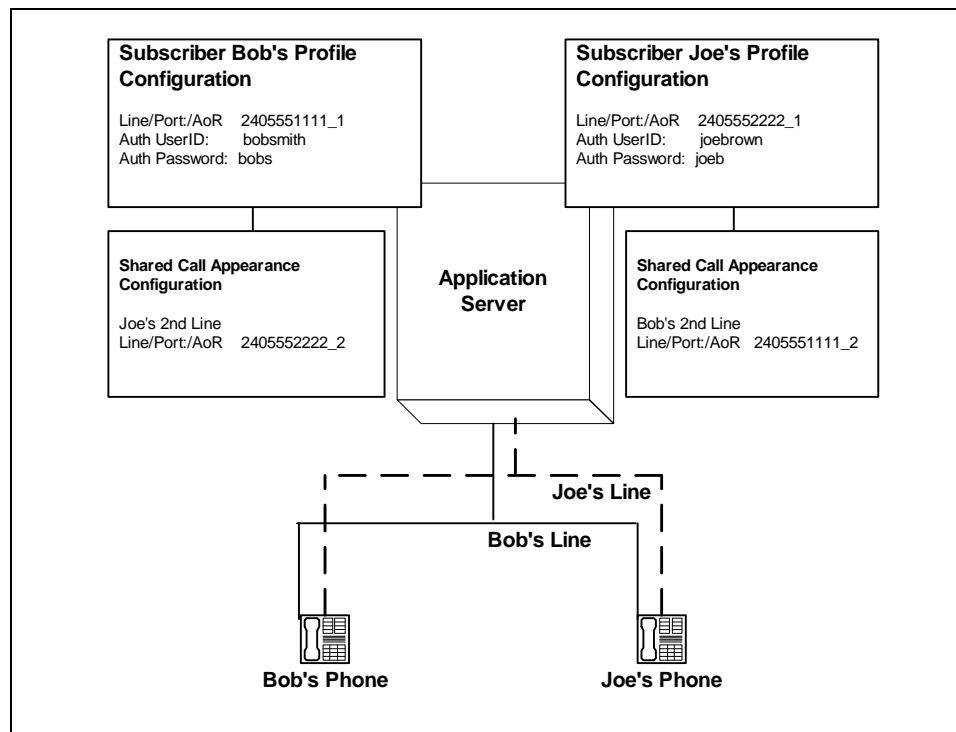 Subscriber Bob's Profile
Configuration
Line/Port:/AoR 2405551111_1
Auth UserID: bobsmith
Auth Password: bobs
Subscriber Joe's Profile
Configuration
Line/Port:/AoR 2405552222_1
Auth UserID: joebrown
Auth Password: joeb
Shared Call Appearance
Configuration
Joe's 2nd Line
Line/Port:/AoR 2405552222_2
Application
Server
Shared Call Appearance
Configuration
Bob's 2nd Line
Line/Port:/AoR 2405551111_2
Joe's Line
Bob's Line
Bob's Phone
Joe's Phone